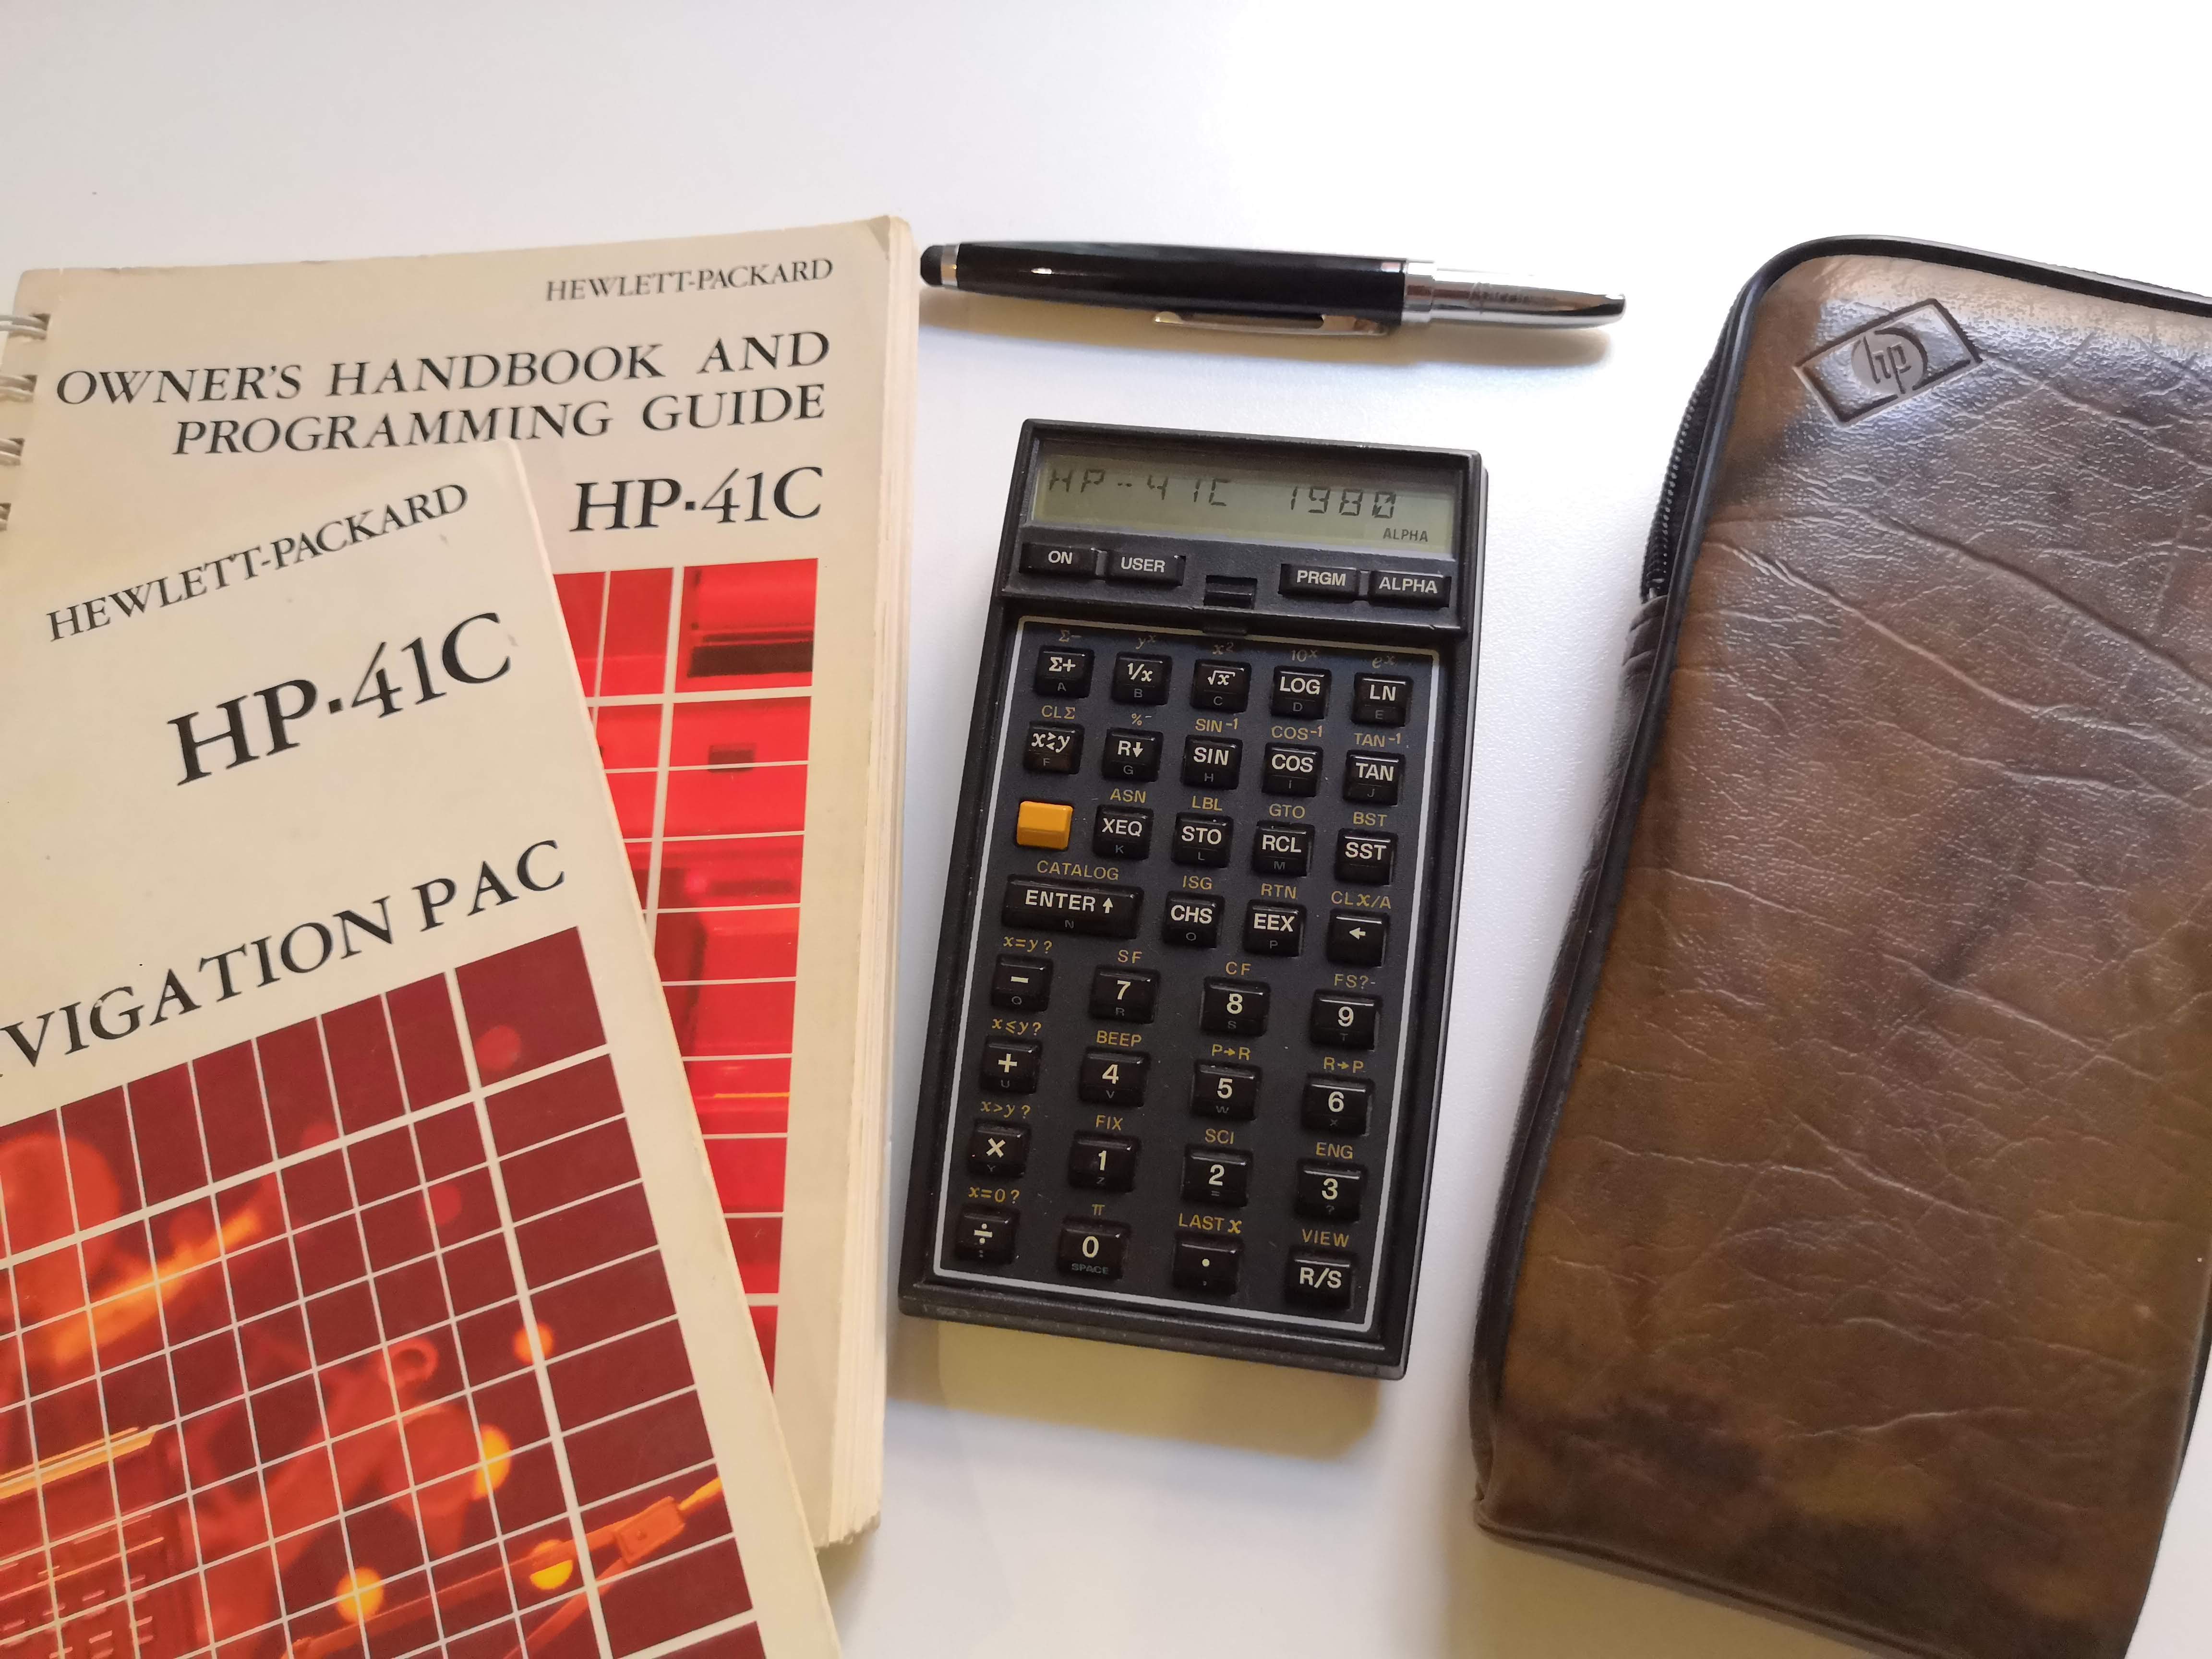 HEWLETT-PACKARD
OWNER'S HANDBOOK AND
PROGRAMMING GUIDE
HP-41C
HEWLETT-PACKARD
HP-41C
VIGATION PAC
hp
HP-41C 1980
ALPHA
ON USER PRGM ALPHA
Σ- yˣ x² 10ˣ eˣ
Σ+ 1/x √x LOG LN
A B C D E
CLΣ % SIN⁻¹ COS⁻¹ TAN⁻¹
x≷y R↓ SIN COS TAN
F G H I J
ASN LBL GTO BST
XEQ STO RCL SST
K L M
CATALOG ISG RTN CLx/A
ENTER↑ CHS EEX ←
N O P
x=y? SF CF FS?
− 7 8 9
Q R S T
x≤y? BEEP P→R R→P
+ 4 5 6
U V W X
x>y? FIX SCI ENG
× 1 2 3
Y Z = ?
x=0? π LAST x VIEW
÷ 0 . R/S
: SPACE ,